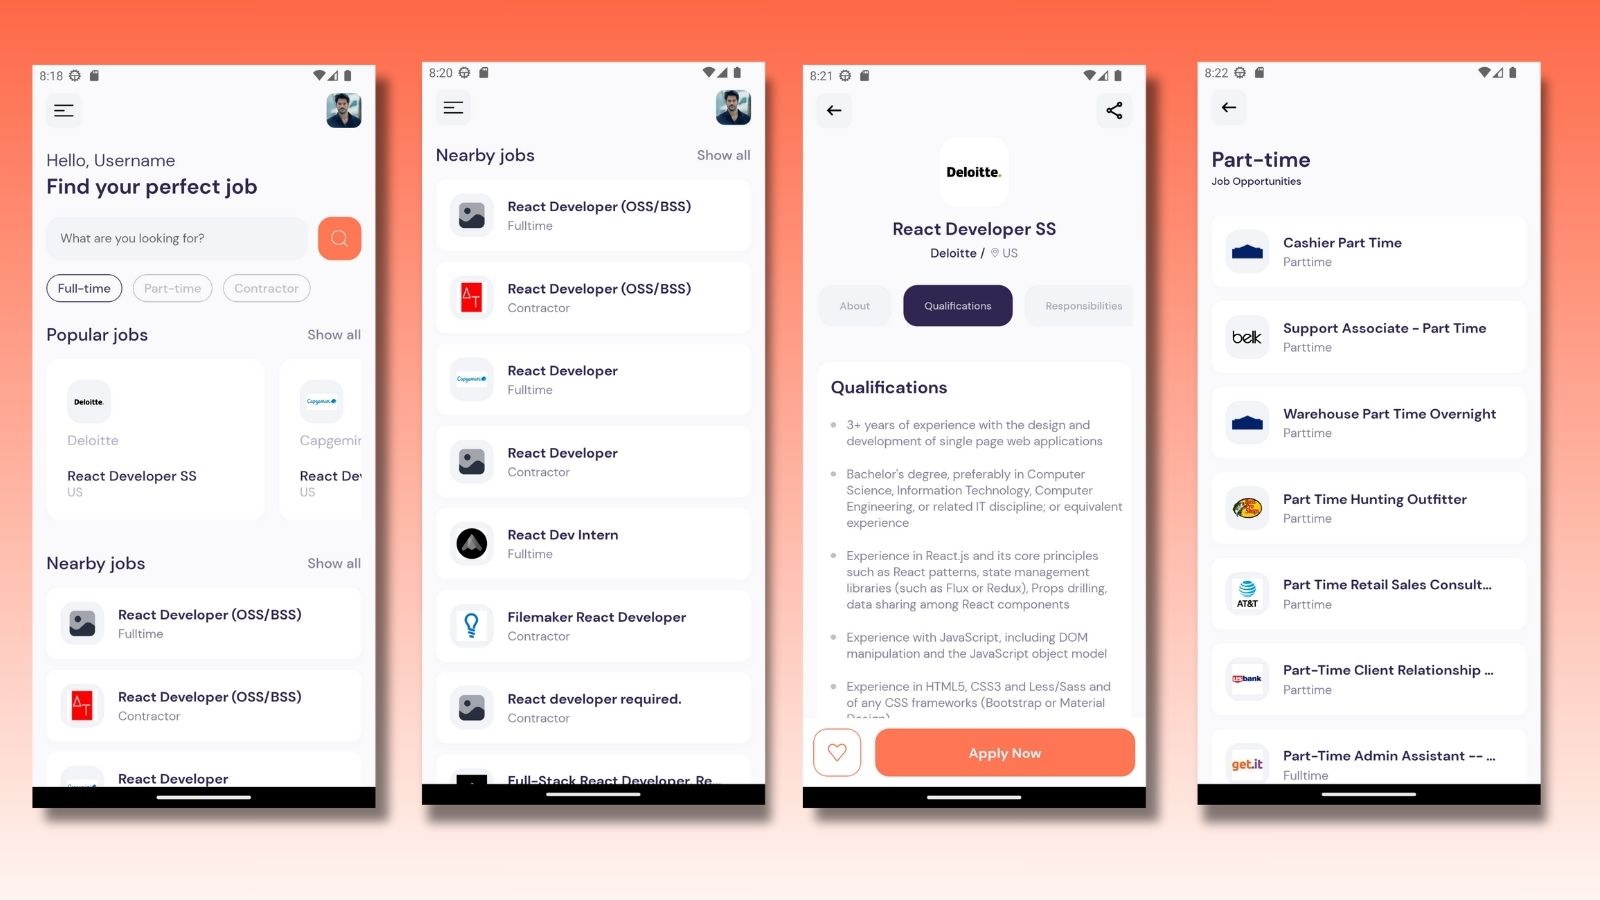 8:18
Hello, Username
Find your perfect job
What are you looking for?
Full-time
Part-time
Contractor
Popular jobs
Show all
Deloitte.
Deloitte
React Developer SS
US
Capgemini
Capgemin
React Dev
US
Nearby jobs
Show all
React Developer (OSS/BSS)
Fulltime
React Developer (OSS/BSS)
Contractor
React Developer
8:20
Nearby jobs
Show all
React Developer (OSS/BSS)
Fulltime
React Developer (OSS/BSS)
Contractor
Capgemini
React Developer
Fulltime
React Developer
Contractor
React Dev Intern
Fulltime
Filemaker React Developer
Contractor
React developer required.
Contractor
Full-Stack React Developer, Re...
8:21
Deloitte.
React Developer SS
Deloitte / US
About
Qualifications
Responsibilities
Qualifications
3+ years of experience with the design and
development of single page web applications
Bachelor's degree, preferably in Computer
Science, Information Technology, Computer
Engineering, or related IT discipline; or equivalent
experience
Experience in React.js and its core principles
such as React patterns, state management
libraries (such as Flux or Redux), Props drilling,
data sharing among React components
Experience with JavaScript, including DOM
manipulation and the JavaScript object model
Experience in HTML5, CSS3 and Less/Sass and
of any CSS frameworks (Bootstrap or Material
Design)
Apply Now
8:22
Part-time
Job Opportunities
Cashier Part Time
Parttime
belk
Support Associate - Part Time
Parttime
Warehouse Part Time Overnight
Parttime
Bass Pro Shops
Part Time Hunting Outfitter
Parttime
AT&T
Part Time Retail Sales Consult...
Parttime
usbank
Part-Time Client Relationship ...
Parttime
get.it
Part-Time Admin Assistant -- ...
Fulltime